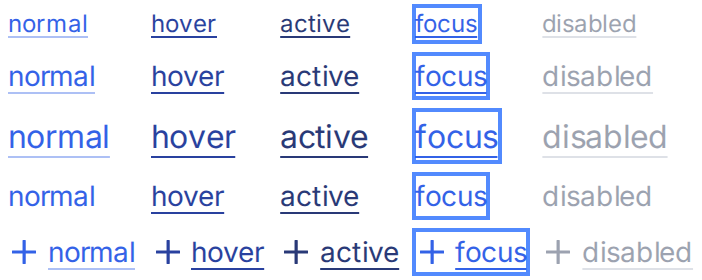 normal hover active focus disabled
normal hover active focus disabled
normal hover active focus disabled
normal hover active focus disabled
+ normal + hover + active + focus + disabled